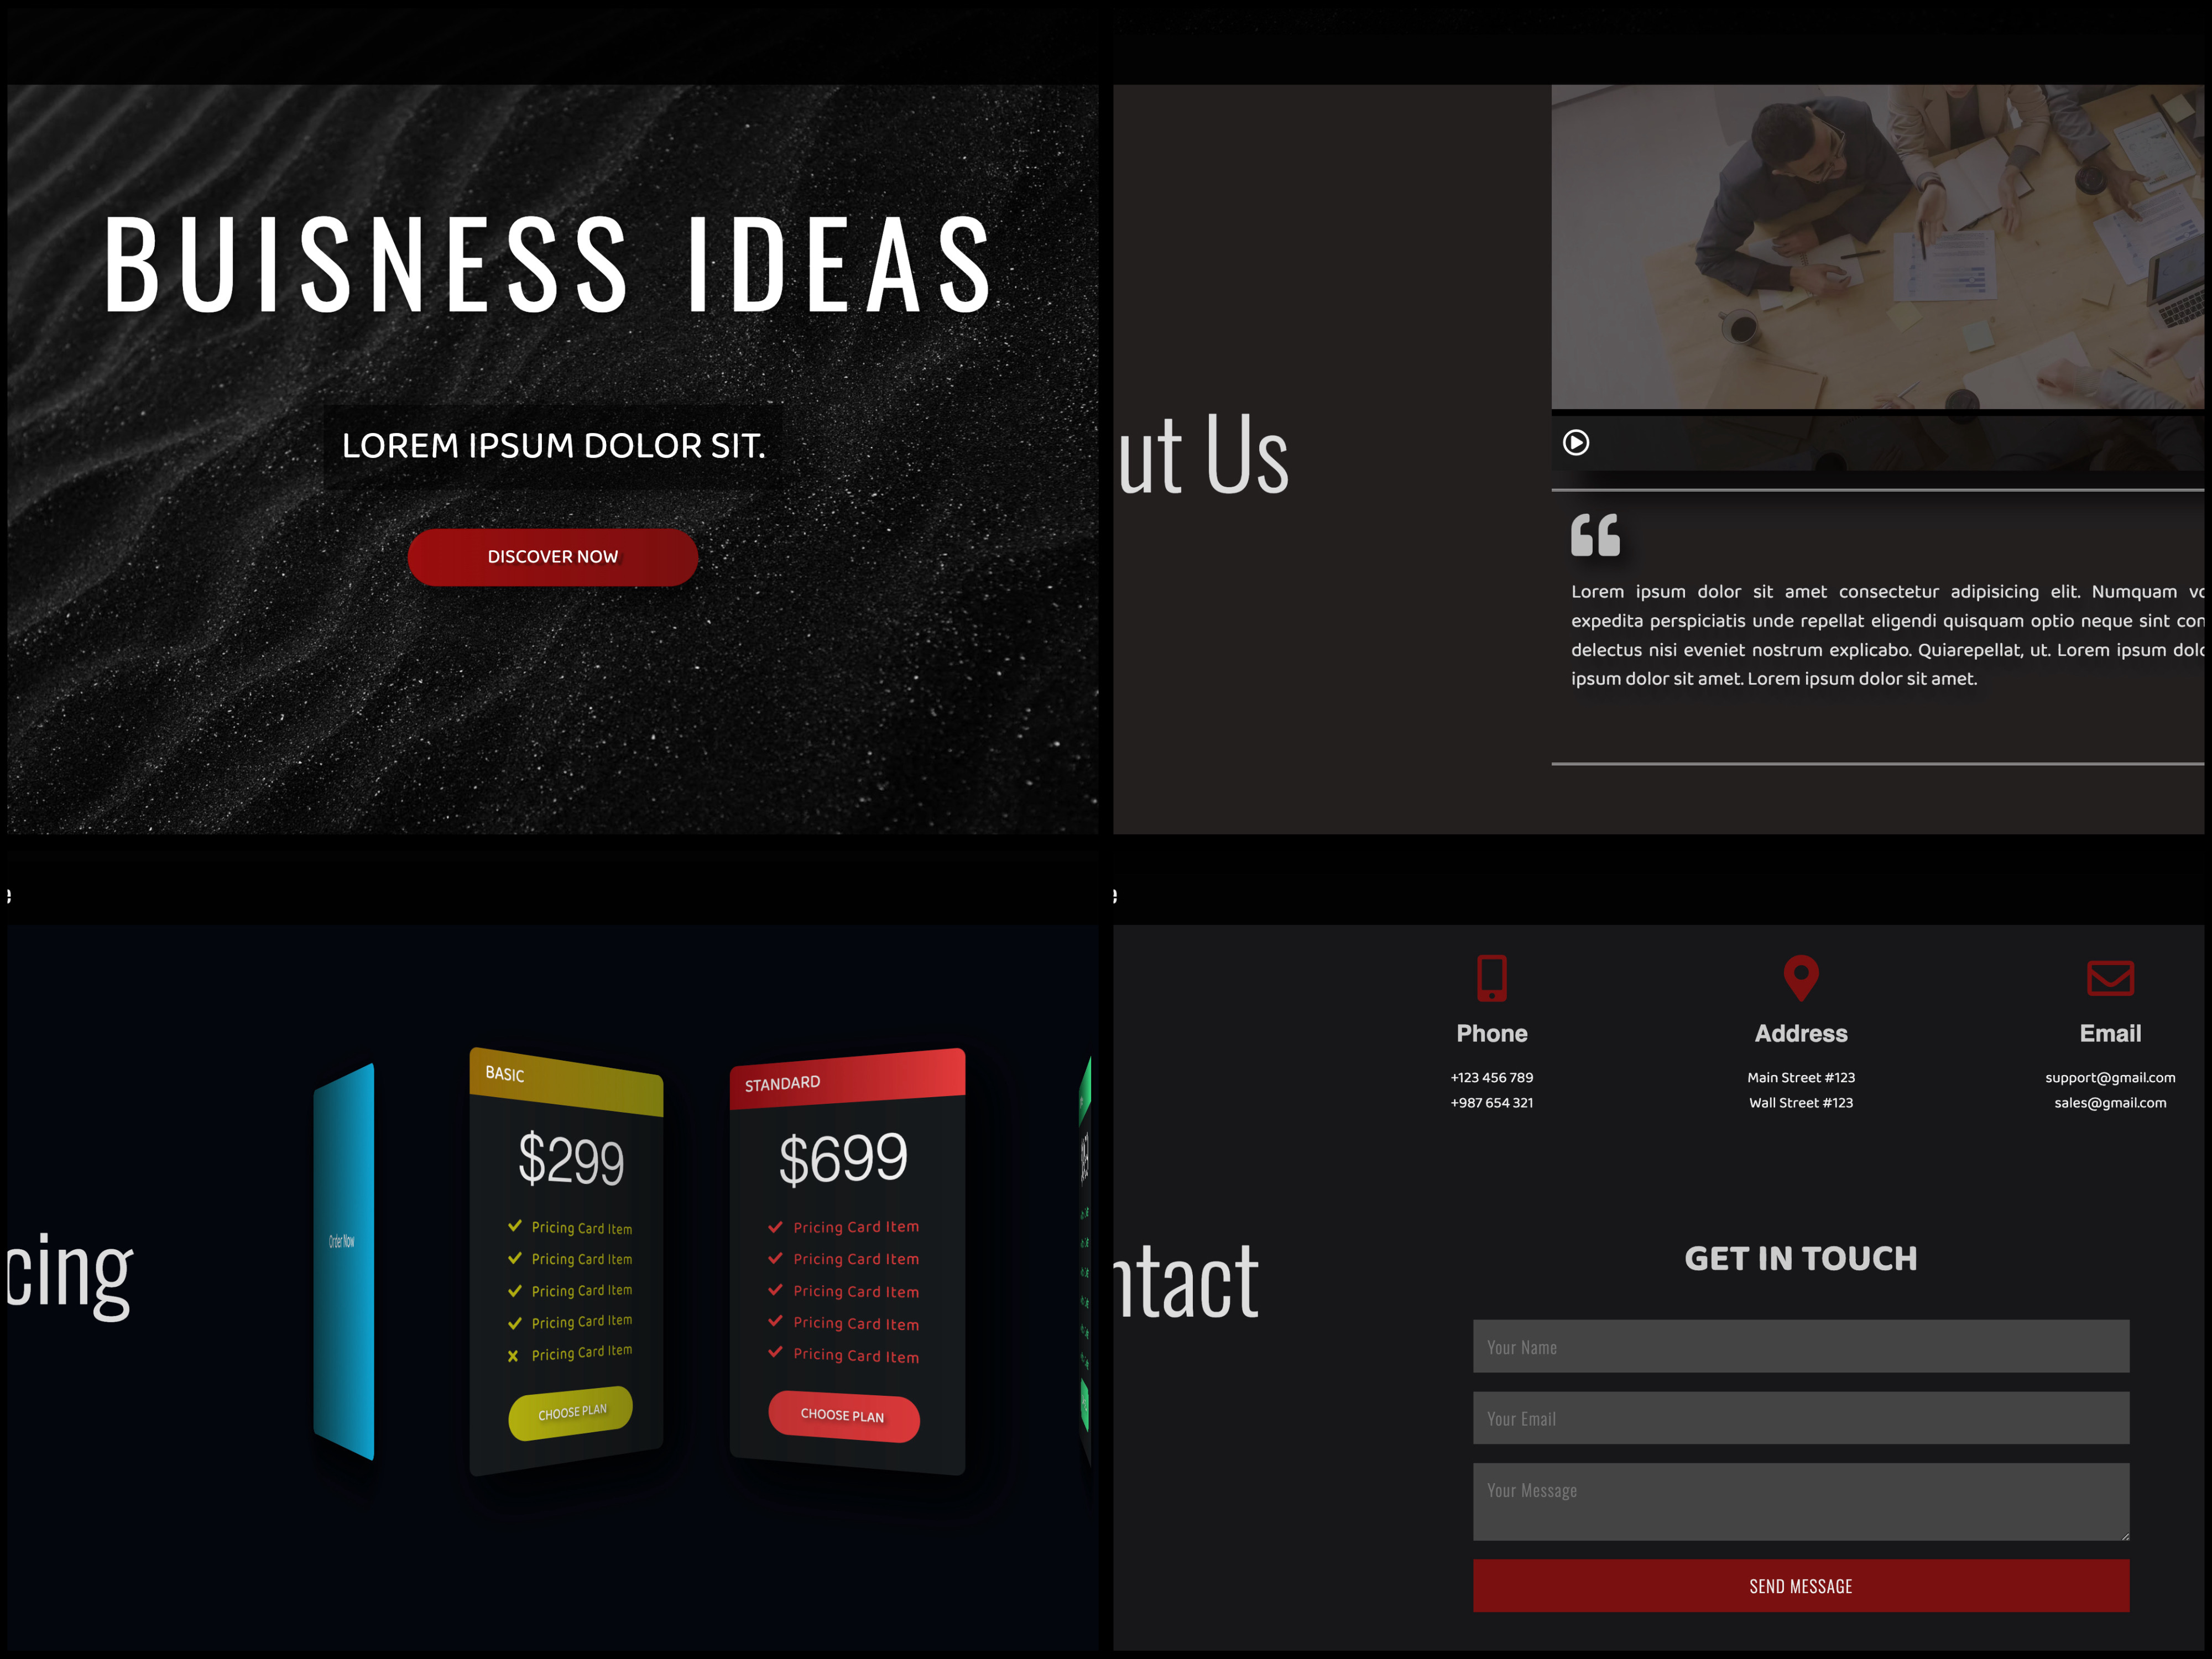 BUISNESS IDEAS
LOREM IPSUM DOLOR SIT.
DISCOVER NOW
ut Us
Lorem ipsum dolor sit amet consectetur adipisicing elit. Numquam vo
expedita perspiciatis unde repellat eligendi quisquam optio neque sint con
delectus nisi eveniet nostrum explicabo. Quiarepellat, ut. Lorem ipsum dolo
ipsum dolor sit amet. Lorem ipsum dolor sit amet.
cing
Order Now
BASIC
$299
Pricing Card Item
Pricing Card Item
Pricing Card Item
Pricing Card Item
Pricing Card Item
CHOOSE PLAN
STANDARD
$699
Pricing Card Item
Pricing Card Item
Pricing Card Item
Pricing Card Item
Pricing Card Item
CHOOSE PLAN
ntact
Phone
+123 456 789
+987 654 321
Address
Main Street #123
Wall Street #123
Email
support@gmail.com
sales@gmail.com
GET IN TOUCH
Your Name
Your Email
Your Message
SEND MESSAGE